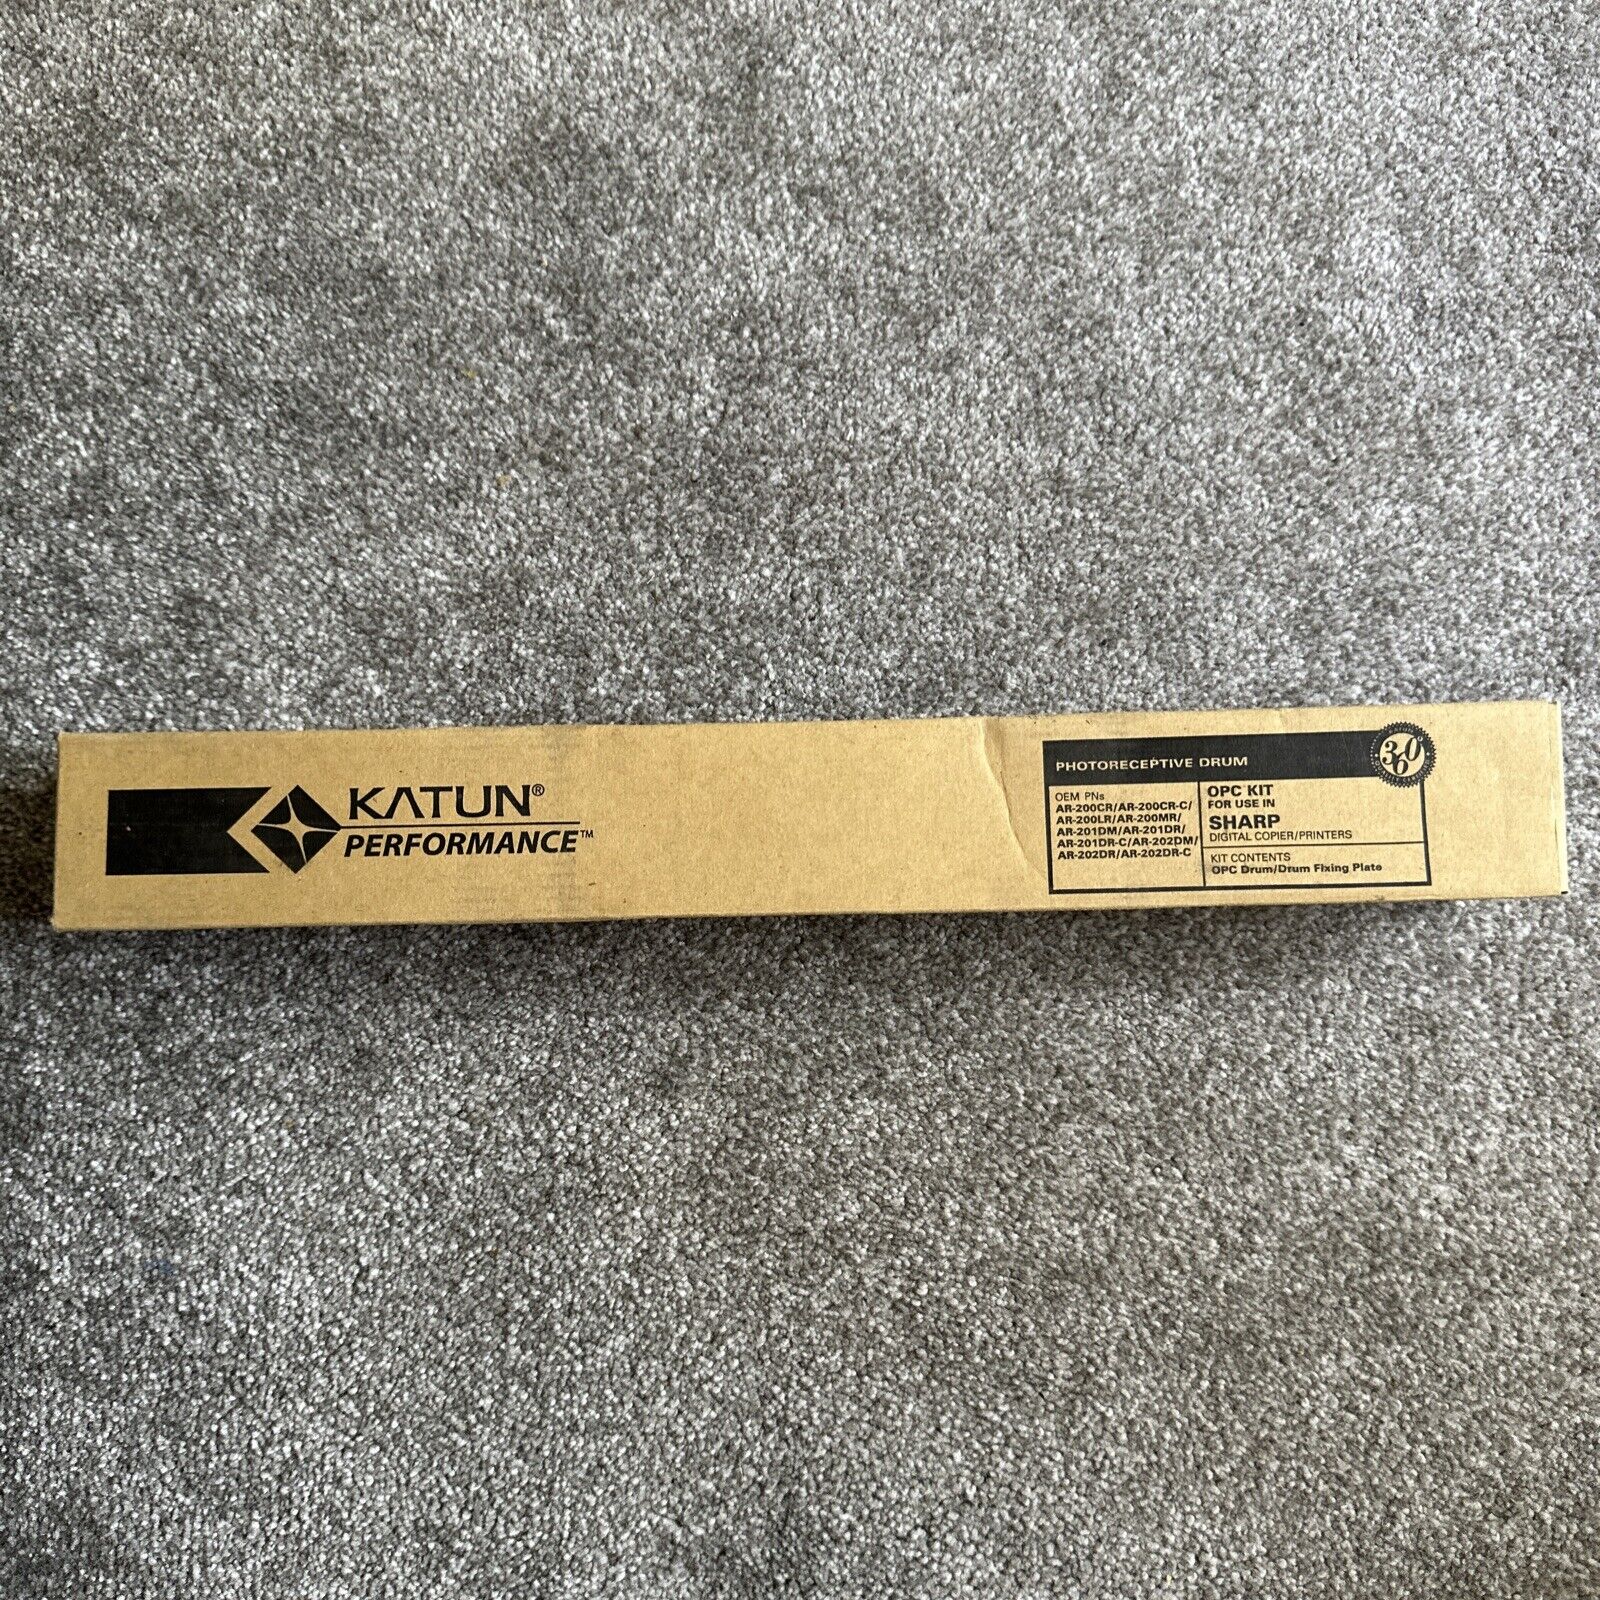 KATUN®
PERFORMANCE™
PHOTORECEPTIVE DRUM
360
OEM PNs
AR-200CR/AR-200CR-C/
AR-200LR/AR-200MR/
AR-201DM/AR-201DR/
AR-201DR-C/AR-202DM/
AR-202DR/AR-202DR-C
OPC KIT
FOR USE IN
SHARP
DIGITAL COPIER/PRINTERS
KIT CONTENTS
OPC Drum/Drum Fixing Plate